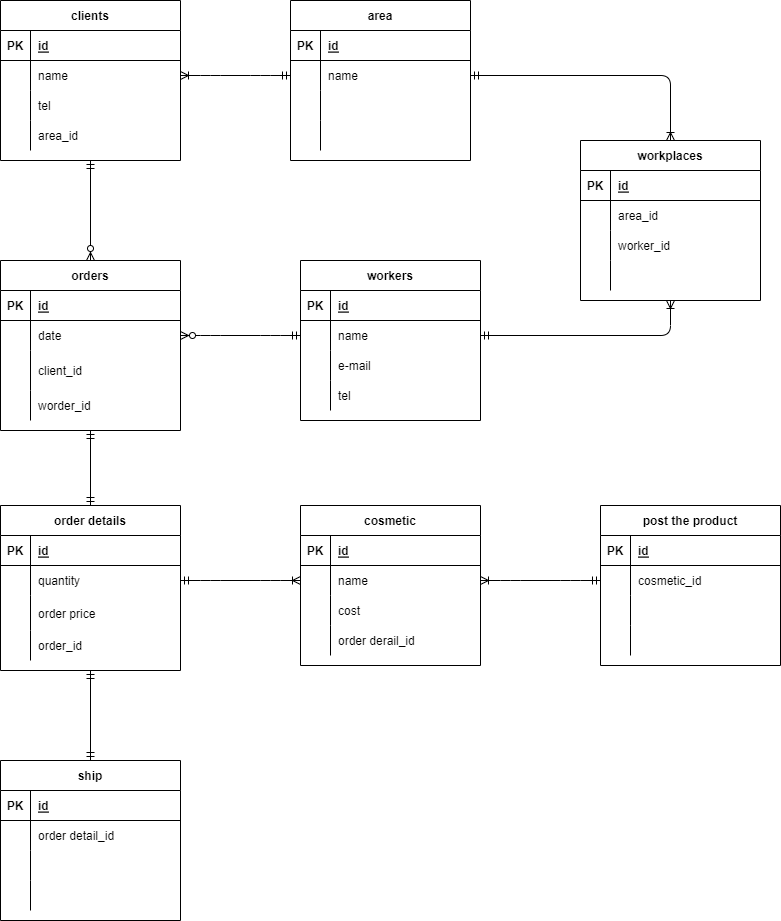 clients
PK id
name
tel
area_id
area
PK id
name
workplaces
PK id
area_id
worker_id
orders
PK id
date
client_id
worder_id
workers
PK id
name
e-mail
tel
order details
PK id
quantity
order price
order_id
cosmetic
PK id
name
cost
order derail_id
post the product
PK id
cosmetic_id
ship
PK id
order detail_id